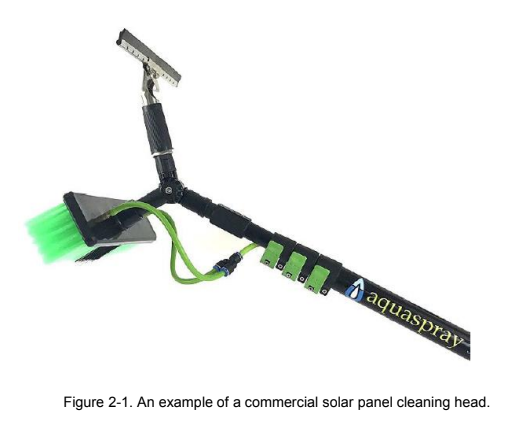 aquaspray
Figure 2-1. An example of a commercial solar panel cleaning head.